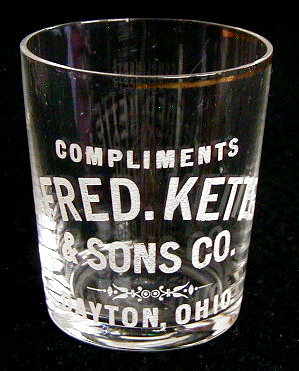 COMPLIMENTS
FRED. KETT
& SONS CO.
DAYTON, OHIO.